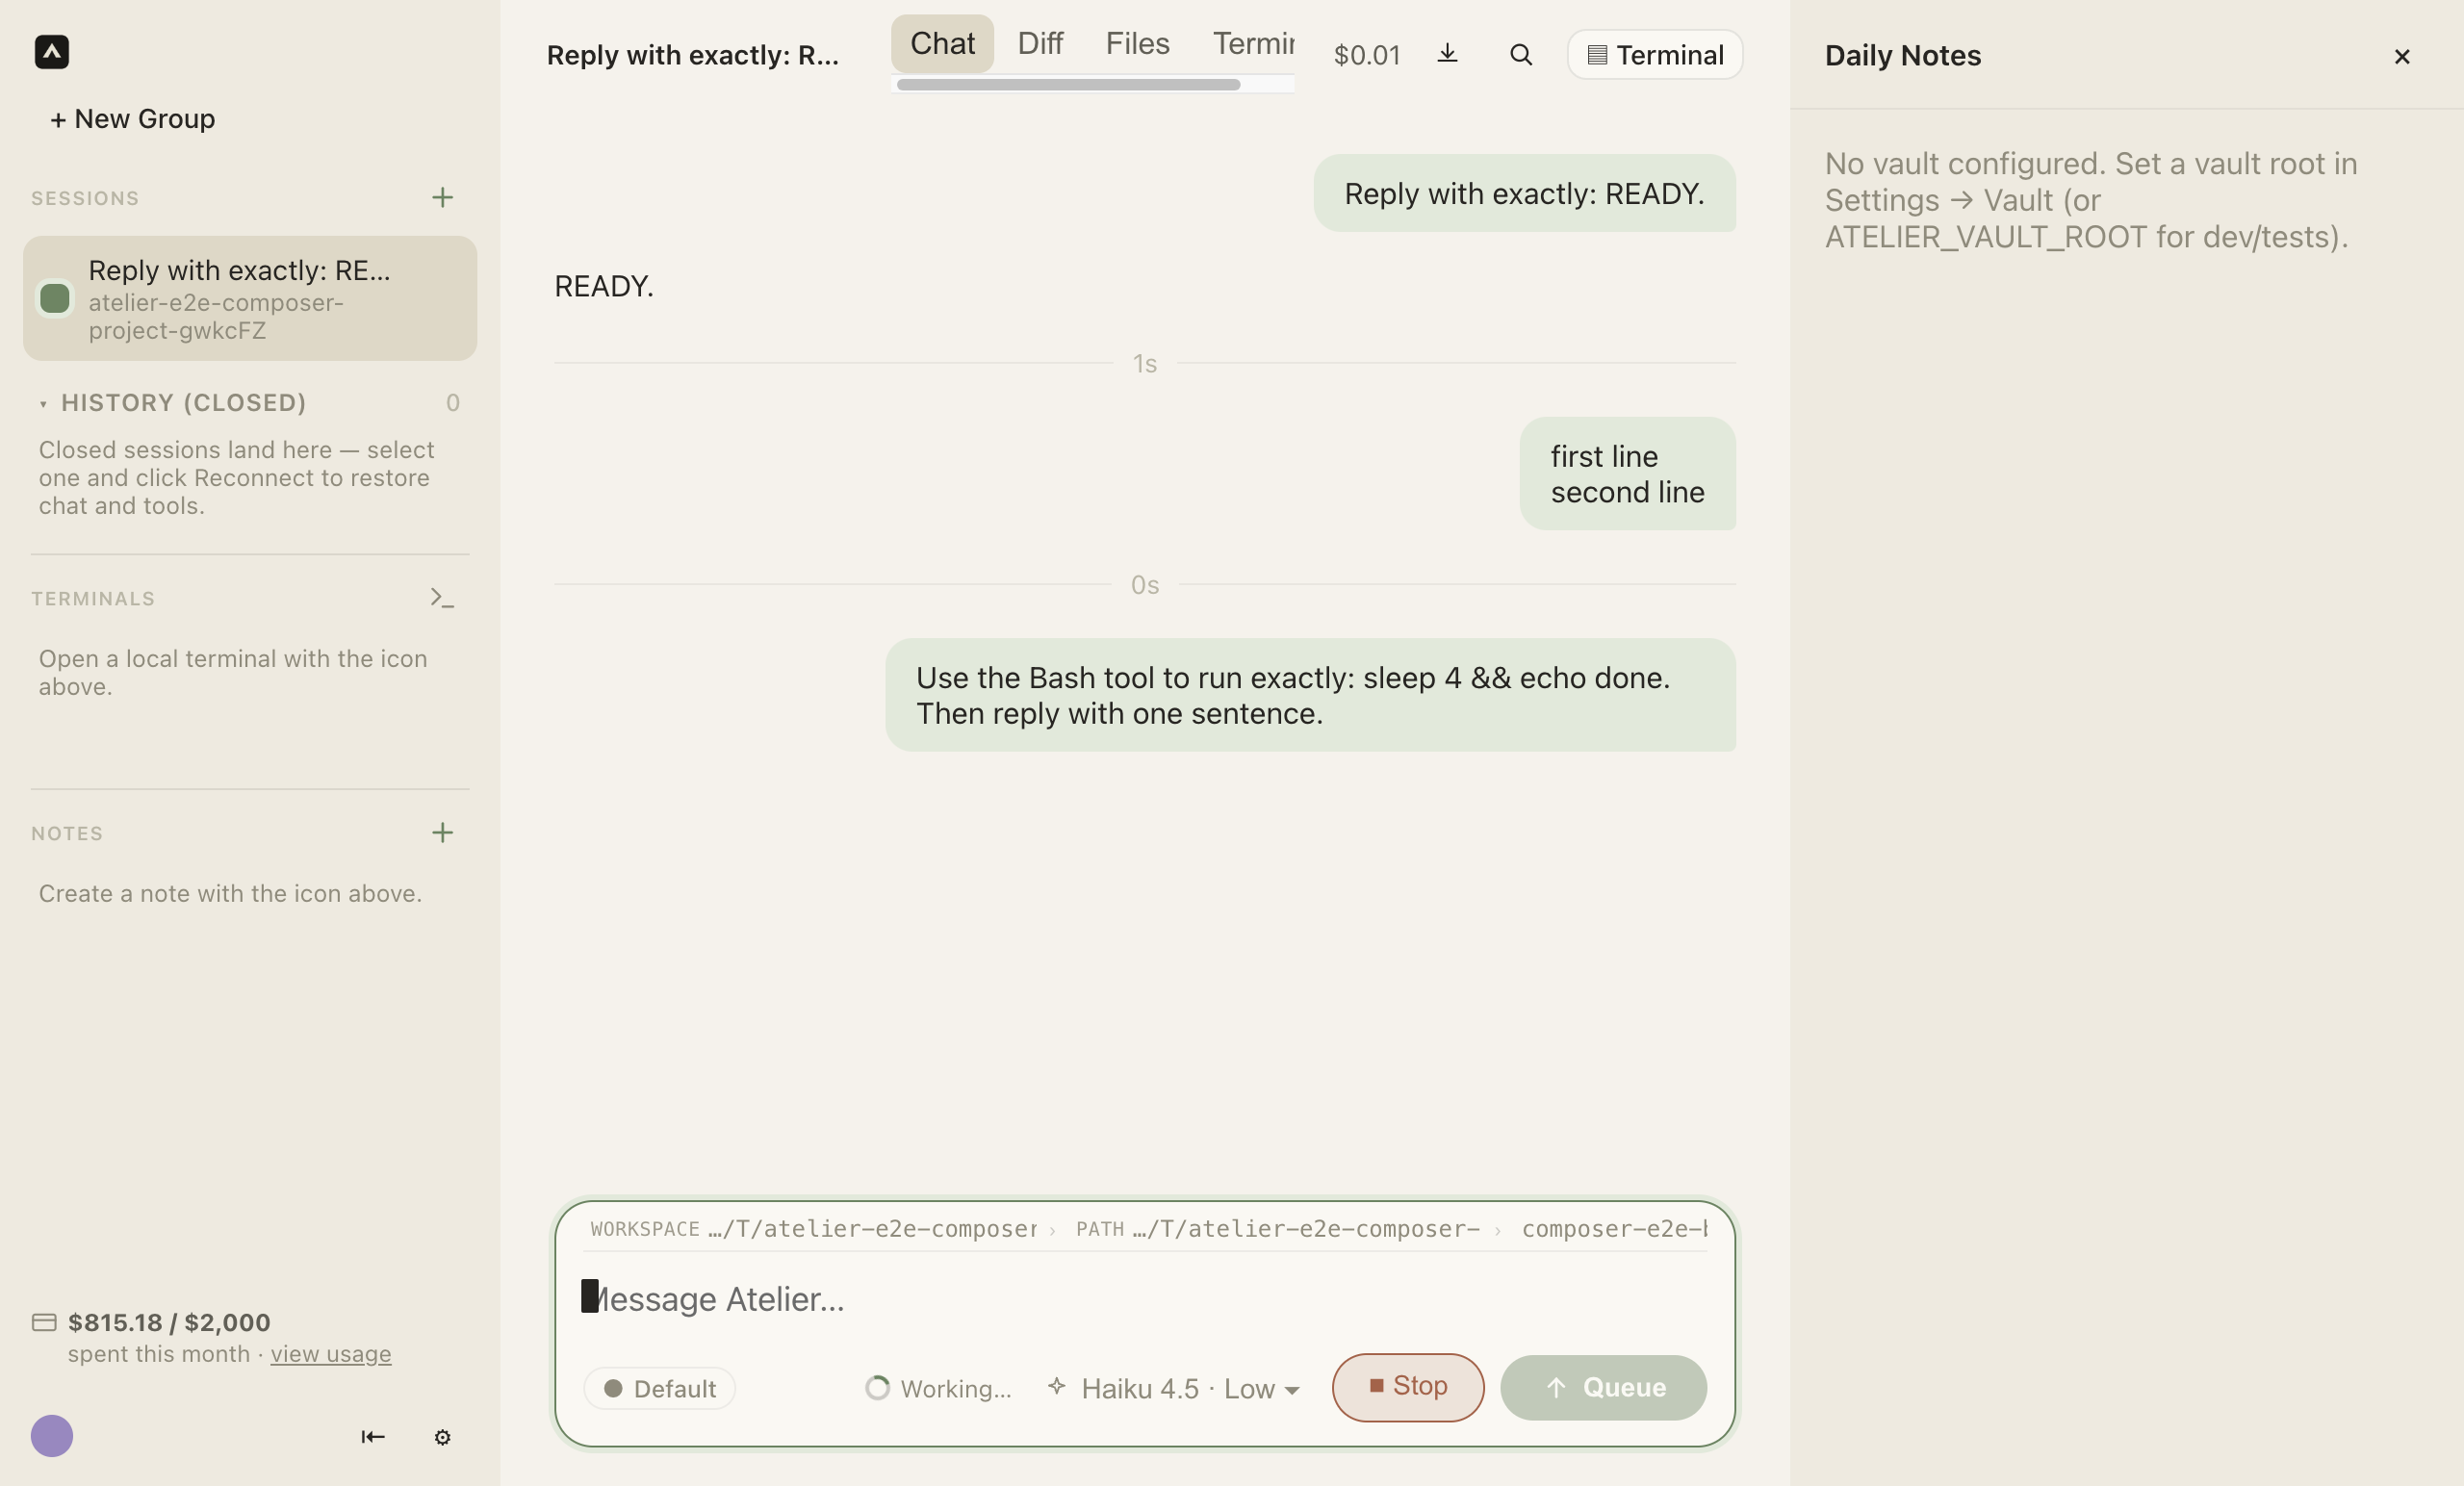 + New Group
SESSIONS
Reply with exactly: RE...
atelier-e2e-composer-
project-gwkcFZ
HISTORY (CLOSED) 0
Closed sessions land here — select
one and click Reconnect to restore
chat and tools.
TERMINALS
Open a local terminal with the icon
above.
NOTES
Create a note with the icon above.
$815.18 / $2,000
spent this month · view usage
Reply with exactly: R...
Chat Diff Files Termin
$0.01
Terminal
Reply with exactly: READY.
READY.
1s
first line
second line
0s
Use the Bash tool to run exactly: sleep 4 && echo done.
Then reply with one sentence.
WORKSPACE …/T/atelier-e2e-composer › PATH …/T/atelier-e2e-composer- › composer-e2e-b
Message Atelier...
Default
Working...
Haiku 4.5 · Low
Stop
Queue
Daily Notes
No vault configured. Set a vault root in
Settings → Vault (or
ATELIER_VAULT_ROOT for dev/tests).